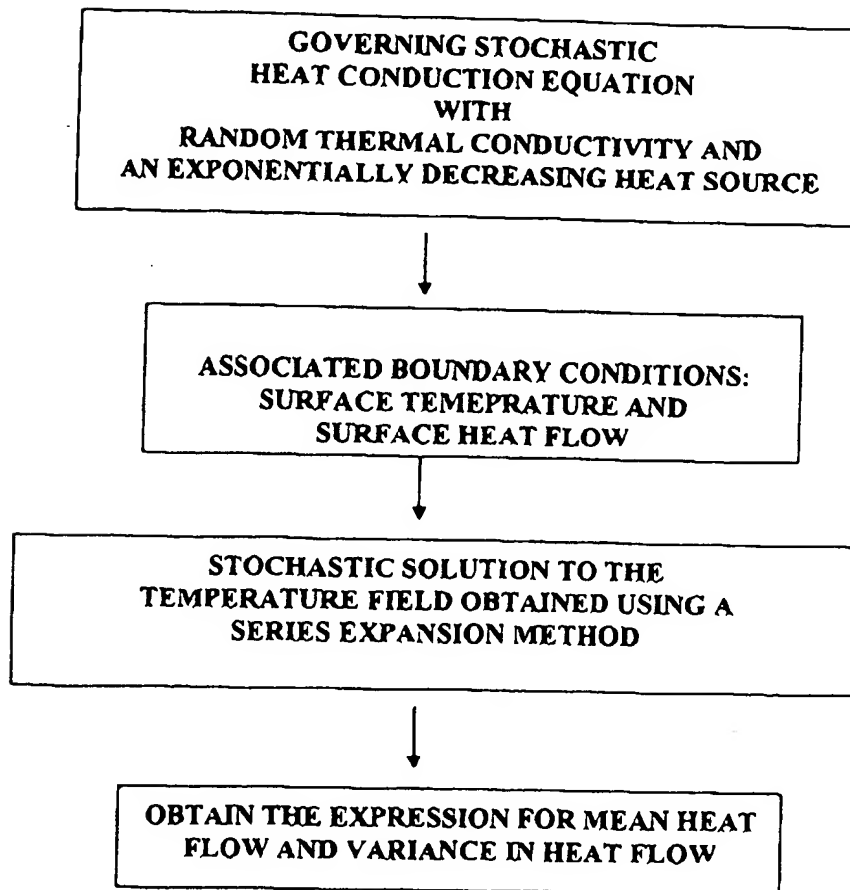 GOVERNING STOCHASTIC
HEAT CONDUCTION EQUATION
WITH
RANDOM THERMAL CONDUCTIVITY AND
AN EXPONENTIALLY DECREASING HEAT SOURCE
ASSOCIATED BOUNDARY CONDITIONS:
SURFACE TEMEPRATURE AND
SURFACE HEAT FLOW
STOCHASTIC SOLUTION TO THE
TEMPERATURE FIELD OBTAINED USING A
SERIES EXPANSION METHOD
OBTAIN THE EXPRESSION FOR MEAN HEAT
FLOW AND VARIANCE IN HEAT FLOW